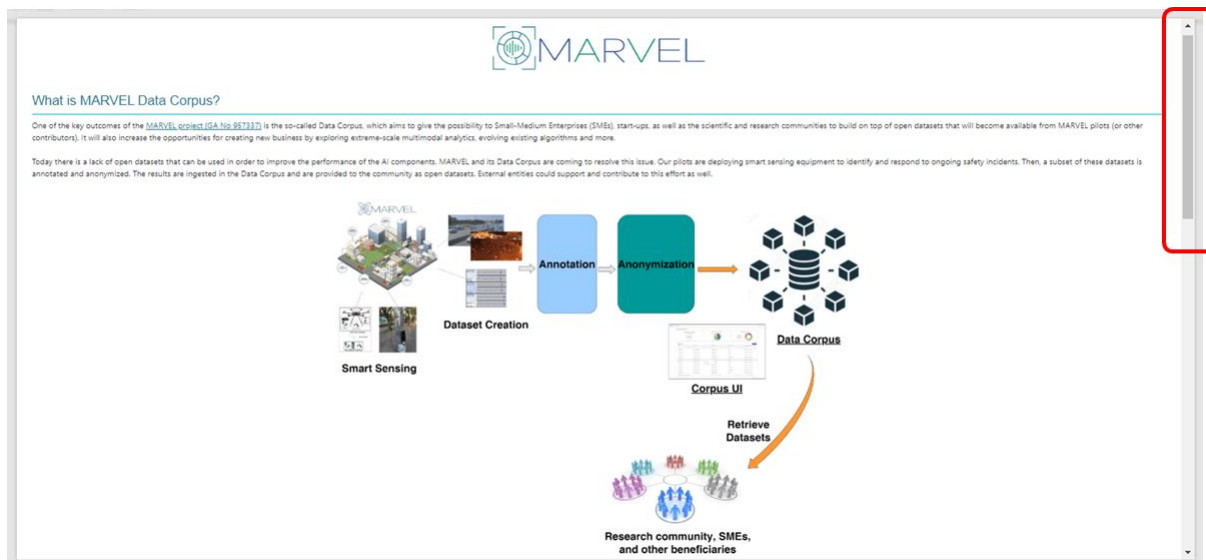 MARVEL
What is MARVEL Data Corpus?
One of the key outcomes of the MARVEL project (GA No 957337) is the so-called Data Corpus, which aims to give the possibility to Small-Medium Enterprises (SMEs), start-ups, as well as the scientific and research communities to build on top of open datasets that will become available from MARVEL pilots (or other
contributors). It will also increase the opportunities for creating new business by exploring extreme-scale multimodal analytics, evolving existing algorithms and more.
Today there is a lack of open datasets that can be used in order to improve the performance of the AI components. MARVEL and its Data Corpus are coming to resolve this issue. Our pilots are deploying smart sensing equipment to identify and respond to ongoing safety incidents. Then, a subset of these datasets is
annotated and anonymized. The results are ingested in the Data Corpus and are provided to the community as open datasets. External entities could support and contribute to this effort as well.
MARVEL
Annotation
Anonymization
Dataset Creation
Smart Sensing
Data Corpus
Corpus UI
Retrieve
Datasets
Research community, SMEs,
and other beneficiaries